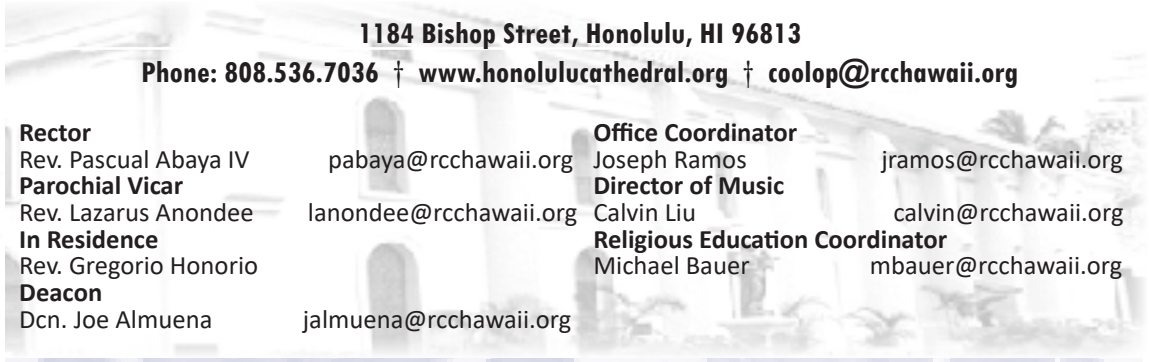 1184 Bishop Street, Honolulu, HI 96813
Phone: 808.536.7036 † www.honolulucathedral.org † coolop@rcchawaii.org
Rector
Rev. Pascual Abaya IV pabaya@rcchawaii.org
Parochial Vicar
Rev. Lazarus Anondee lanondee@rcchawaii.org
In Residence
Rev. Gregorio Honorio
Deacon
Dcn. Joe Almuena jalmuena@rcchawaii.org
Office Coordinator
Joseph Ramos jramos@rcchawaii.org
Director of Music
Calvin Liu calvin@rcchawaii.org
Religious Education Coordinator
Michael Bauer mbauer@rcchawaii.org